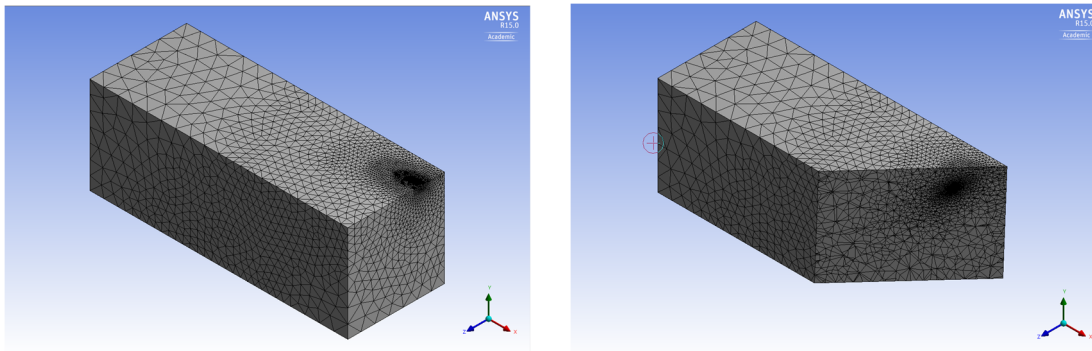 ANSYS
R15.0
Academic
Y
Z
X
ANSYS
R15.0
Academic
Y
Z
X